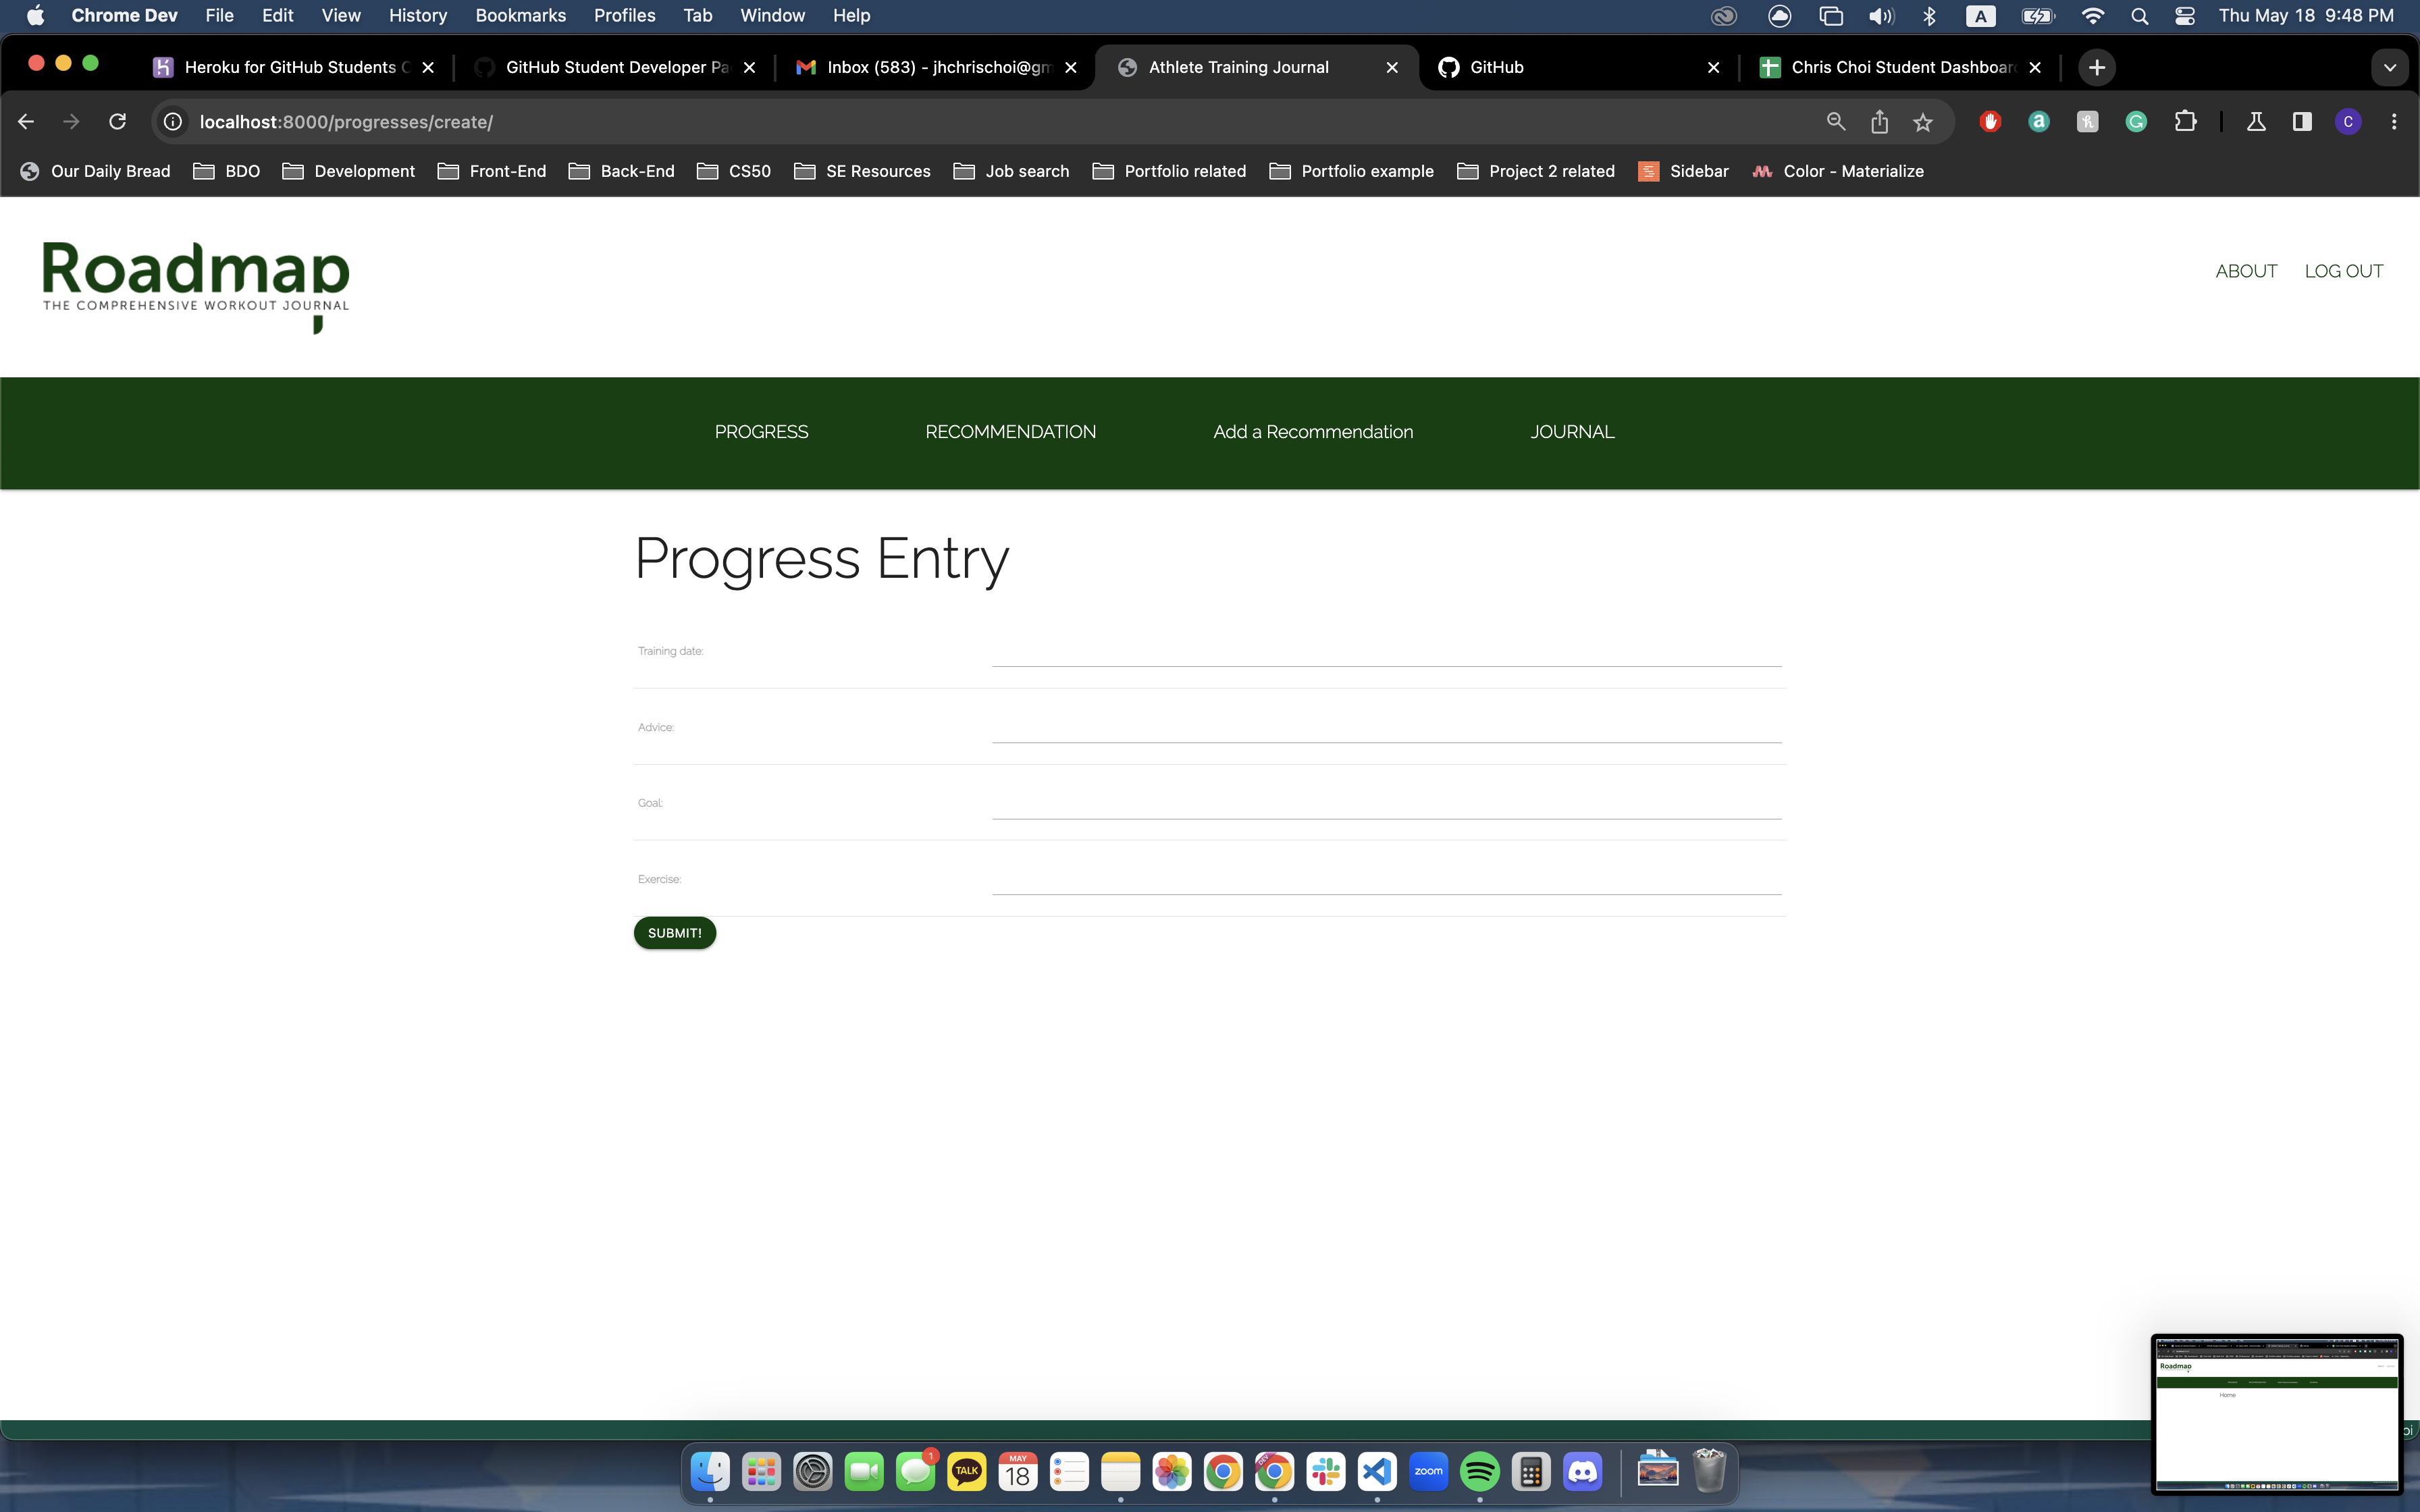 Chrome Dev File Edit View History Bookmarks Profiles Tab Window Help A Thu May 18 9:48 PM
Heroku for GitHub Students GitHub Student Developer Inbox (583) - jhchrischoi@gm Athlete Training Journal GitHub Chris Choi Student Dashboar
localhost:8000/progresses/create/ C
Our Daily Bread BDO Development Front-End Back-End CS50 SE Resources Job search Portfolio related Portfolio example Project 2 related Sidebar Color - Materialize
Roadmap
THE COMPREHENSIVE WORKOUT JOURNAL
ABOUT LOG OUT
PROGRESS RECOMMENDATION Add a Recommendation JOURNAL
Progress Entry
Training date:
Advice:
Goal:
Exercise:
SUBMIT!
Roadmap
Home
oi
1
TALK
MAY
18
DEV
zoom